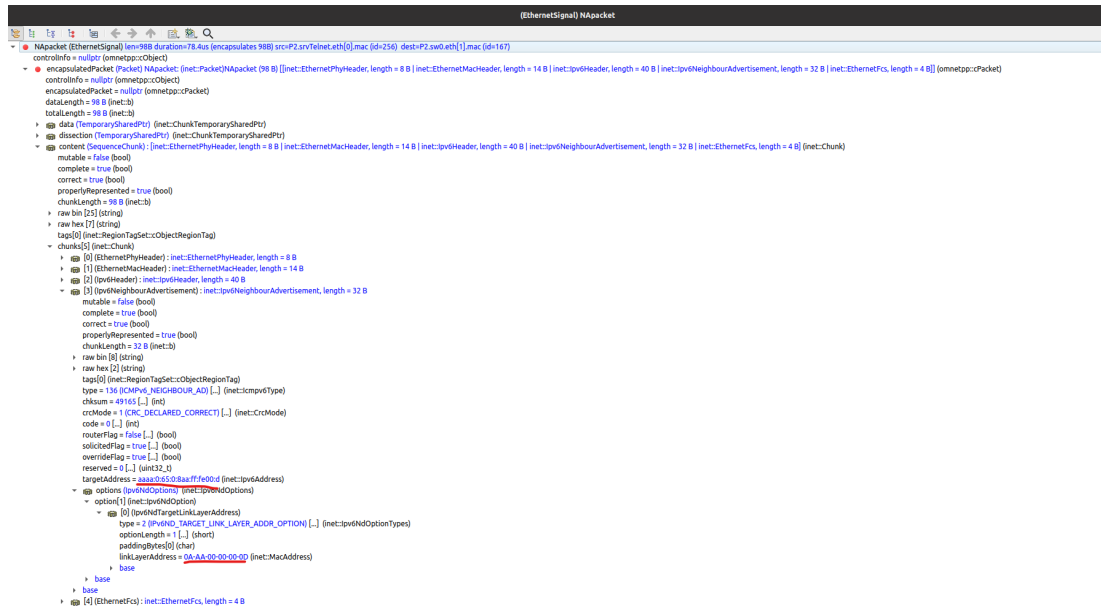 (EthernetSignal) NApacket
NApacket (EthernetSignal) len=98B duration=78.4us (encapsulates 98B) src=P2.srvTelnet.eth[0].mac (id=256) dest=P2.sw0.eth[1].mac (id=167)
controlInfo = nullptr (omnetpp::cObject)
encapsulatedPacket (Packet) NApacket: (inet::Packet)NApacket (98 B) [[inet::EthernetPhyHeader, length = 8 B | inet::EthernetMacHeader, length = 14 B | inet::Ipv6Header, length = 40 B | inet::Ipv6NeighbourAdvertisement, length = 32 B | inet::EthernetFcs, length = 4 B]] (omnetpp::cPacket)
controlInfo = nullptr (omnetpp::cObject)
encapsulatedPacket = nullptr (omnetpp::cPacket)
dataLength = 98 B (inet::b)
totalLength = 98 B (inet::b)
data (TemporarySharedPtr) (inet::ChunkTemporarySharedPtr)
dissection (TemporarySharedPtr) (inet::ChunkTemporarySharedPtr)
content (SequenceChunk) : [inet::EthernetPhyHeader, length = 8 B | inet::EthernetMacHeader, length = 14 B | inet::Ipv6Header, length = 40 B | inet::Ipv6NeighbourAdvertisement, length = 32 B | inet::EthernetFcs, length = 4 B] (inet::Chunk)
mutable = false (bool)
complete = true (bool)
correct = true (bool)
properlyRepresented = true (bool)
chunkLength = 98 B (inet::b)
raw bin [25] (string)
raw hex [7] (string)
tags[0] (inet::RegionTagSet::cObjectRegionTag)
chunks[5] (inet::Chunk)
[0] (EthernetPhyHeader) : inet::EthernetPhyHeader, length = 8 B
[1] (EthernetMacHeader) : inet::EthernetMacHeader, length = 14 B
[2] (Ipv6Header) : inet::Ipv6Header, length = 40 B
[3] (Ipv6NeighbourAdvertisement) : inet::Ipv6NeighbourAdvertisement, length = 32 B
mutable = false (bool)
complete = true (bool)
correct = true (bool)
properlyRepresented = true (bool)
chunkLength = 32 B (inet::b)
raw bin [8] (string)
raw hex [2] (string)
tags[0] (inet::RegionTagSet::cObjectRegionTag)
type = 136 (ICMPv6_NEIGHBOUR_AD) [...] (inet::Icmpv6Type)
chksum = 49165 [...] (int)
crcMode = 1 (CRC_DECLARED_CORRECT) [...] (inet::CrcMode)
code = 0 [...] (int)
routerFlag = false [...] (bool)
solicitedFlag = true [...] (bool)
overrideFlag = true [...] (bool)
reserved = 0 [...] (uint32_t)
targetAddress = aaaa:0:65:0:8aa:ff:fe00:d (inet::Ipv6Address)
options (Ipv6NdOptions) (inet::Ipv6NdOptions)
option[1] (inet::Ipv6NdOption)
[0] (Ipv6NdTargetLinkLayerAddress)
type = 2 (IPv6ND_TARGET_LINK_LAYER_ADDR_OPTION) [...] (inet::Ipv6NdOptionTypes)
optionLength = 1 [...] (short)
paddingBytes[0] (char)
linkLayerAddress = 0A-AA-00-00-00-0D (inet::MacAddress)
base
base
base
[4] (EthernetFcs) : inet::EthernetFcs, length = 4 B